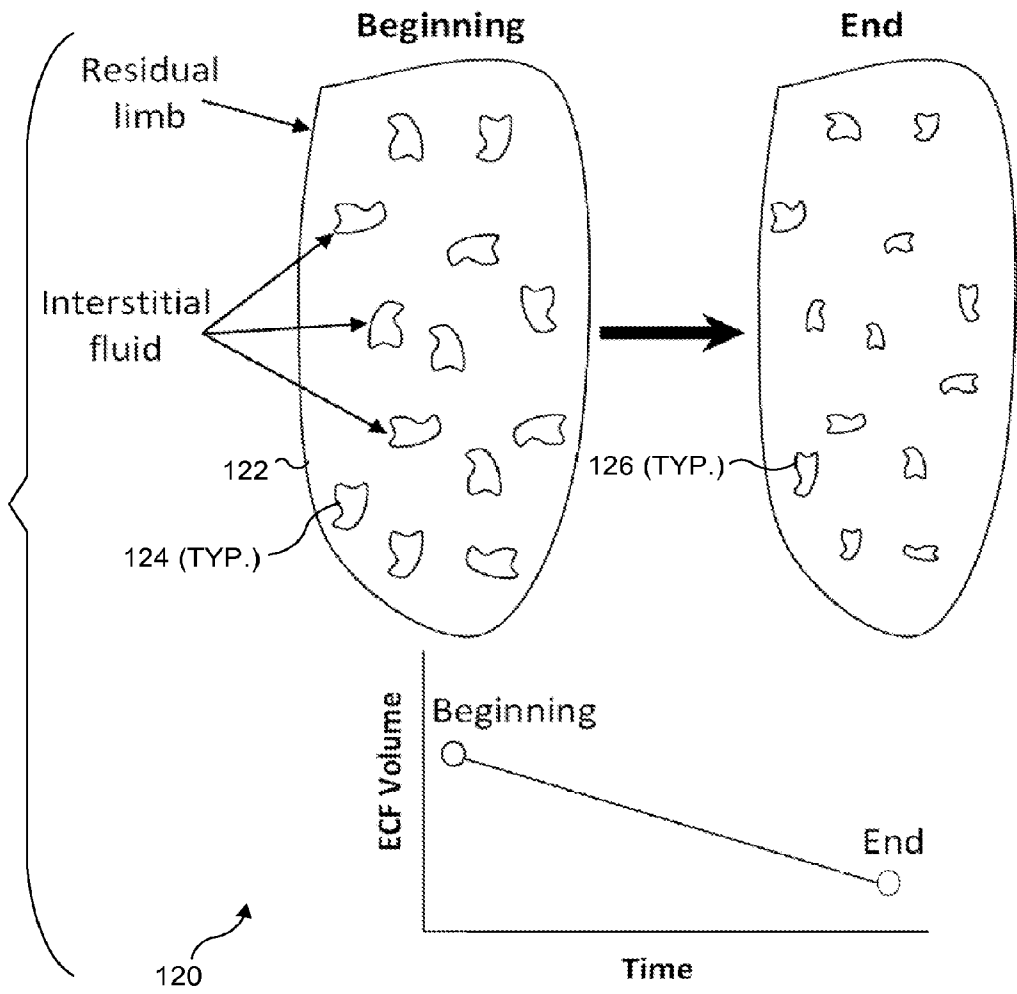 Beginning
End
Residual
limb
Interstitial
fluid
122
126 (TYP.)
124 (TYP.)
ECF Volume
Beginning
End
Time
120